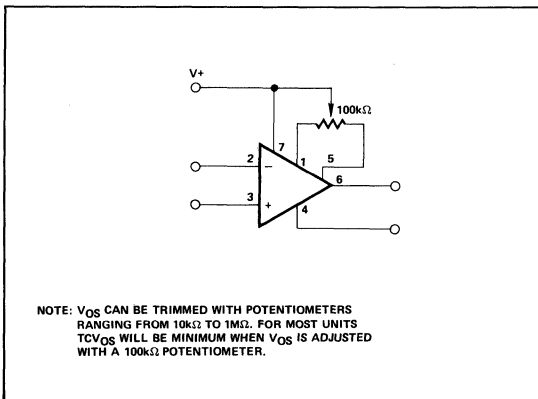 V+
100kΩ
7
1
5
2
−
6
3
+
4
NOTE: VOS CAN BE TRIMMED WITH POTENTIOMETERS
RANGING FROM 10kΩ TO 1MΩ. FOR MOST UNITS
TCVOS WILL BE MINIMUM WHEN VOS IS ADJUSTED
WITH A 100kΩ POTENTIOMETER.